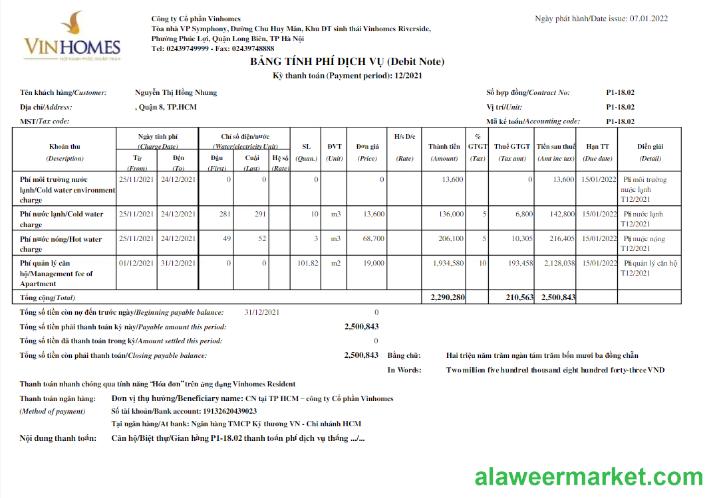 VINHOMES
Công ty Cổ phần Vinhomes
Tòa nhà VP Symphony, Đường Chu Huy Mân, Khu ĐT sinh thái Vinhomes Riverside,
Phường Phúc Lợi, Quận Long Biên, TP Hà Nội
Tel: 02439749999 - Fax: 02439748888
Ngày phát hành/Date issue: 07.01.2022
BẢNG TÍNH PHÍ DỊCH VỤ (Debit Note)
Kỳ thanh toán (Payment period): 12/2021
Tên khách hàng/Customer: Nguyễn Thị Hồng Nhung Số hợp đồng/Contract No: P1-18.02
Địa chỉ/Address: , Quận 8, TP.HCM Vị trí/Unit: P1-18.02
MST/Tax code: Mã kế toán/Accounting code: P1-18.02
Khoản thu (Description) Ngày tính phí (Charge Date) Từ (From) Đến (To) Chỉ số điện/nước (Water/electricity Unit) Đầu (First) Cuối (Last) Hệ số (Rate) SL (Quan.) ĐVT (Unit) Đơn giá (Price) H/s D/c (Rate) Thành tiền (Amount) % GTGT (Tax) Thuế GTGT (Tax amt) Tiền sau thuế (Amt inc tax) Hạn TT (Due date) Diễn giải (Detail)
Phí môi trường nước lạnh/Cold water environment charge 25/11/2021 24/12/2021 0 0 0 0 13,600 0 13,600 15/01/2022 Phí môi trường nước lạnh T12/2021
Phí nước lạnh/Cold water charge 25/11/2021 24/12/2021 281 291 10 m3 13,600 136,000 5 6,800 142,800 15/01/2022 Phí nước lạnh T12/2021
Phí nước nóng/Hot water charge 25/11/2021 24/12/2021 49 52 3 m3 68,700 206,100 5 10,305 216,405 15/01/2022 Phí nước nóng T12/2021
Phí quản lý căn hộ/Management fee of Apartment 01/12/2021 31/12/2021 0 0 101.82 m2 19,000 1,934,580 10 193,458 2,128,038 15/01/2022 Phí quản lý căn hộ T12/2021
Tổng cộng(Total) 2,290,280 210,563 2,500,843
Tổng số tiền còn nợ đến trước ngày/Beginning payable balance: 31/12/2021 0
Tổng số tiền phải thanh toán kỳ này/Payable amount this period: 2,500,843
Tổng số tiền đã thanh toán trong kỳ/Amount settled this period: 0
Tổng số tiền còn phải thanh toán/Closing payable balance: 2,500,843 Bằng chữ: Hai triệu năm trăm ngàn tám trăm bốn mươi ba đồng chẵn
In Words: Two million five hundred thousand eight hundred forty-three VND
Thanh toán nhanh chóng qua tính năng “Hóa đơn” trên ứng dụng Vinhomes Resident
Thanh toán ngân hàng: Đơn vị thụ hưởng/Beneficiary name: CN tại TP HCM – công ty Cổ phần Vinhomes
(Method of payment) Số tài khoản/Bank account: 19132620439023
Tại ngân hàng/At bank: Ngân hàng TMCP Kỹ thương VN - Chi nhánh HCM
Nội dung thanh toán: Căn hộ/Biệt thự/Gian hàng P1-18.02 thanh toán phí dịch vụ tháng .../...
alaweermarket.com